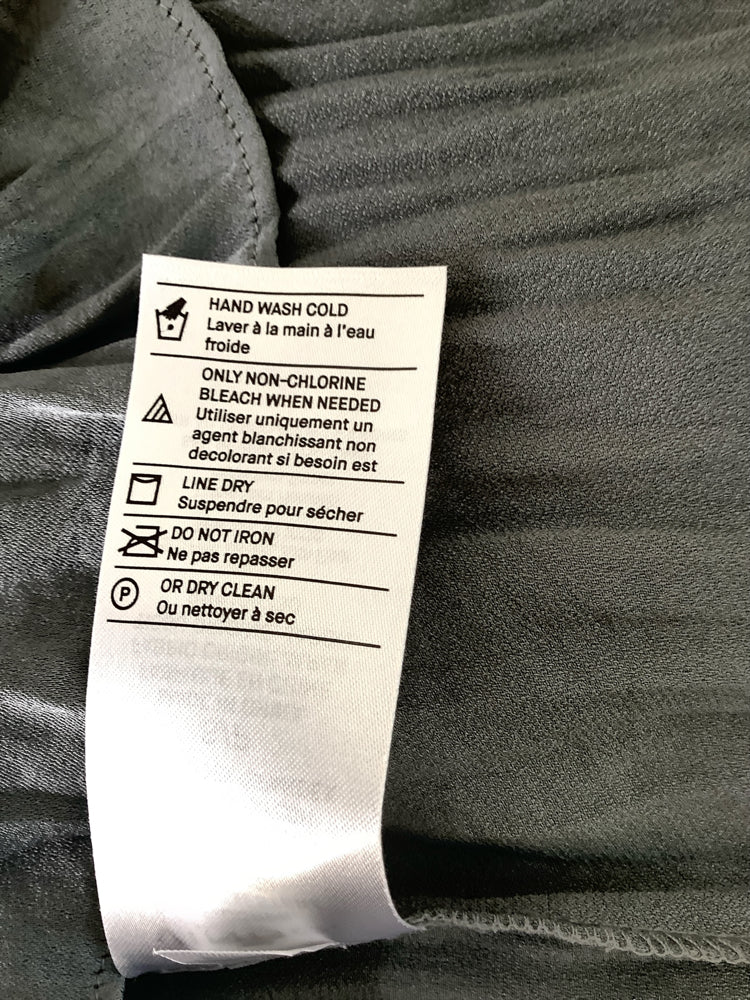 HAND WASH COLD
Laver à la main à l'eau
froide
ONLY NON-CHLORINE
BLEACH WHEN NEEDED
Utiliser uniquement un
agent blanchissant non
decolorant si besoin est
LINE DRY
Suspendre pour sécher
DO NOT IRON
Ne pas repasser
P
OR DRY CLEAN
Ou nettoyer à sec